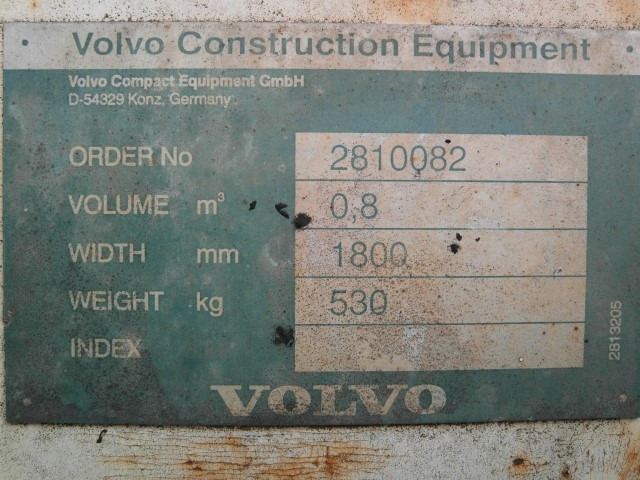 Volvo Construction Equipment
Volvo Compact Equipment GmbH
D-54329 Konz, Germany
ORDER No 2810082
VOLUME m³ 0,8
WIDTH mm 1800
WEIGHT kg 530
INDEX
2813205
VOLVO